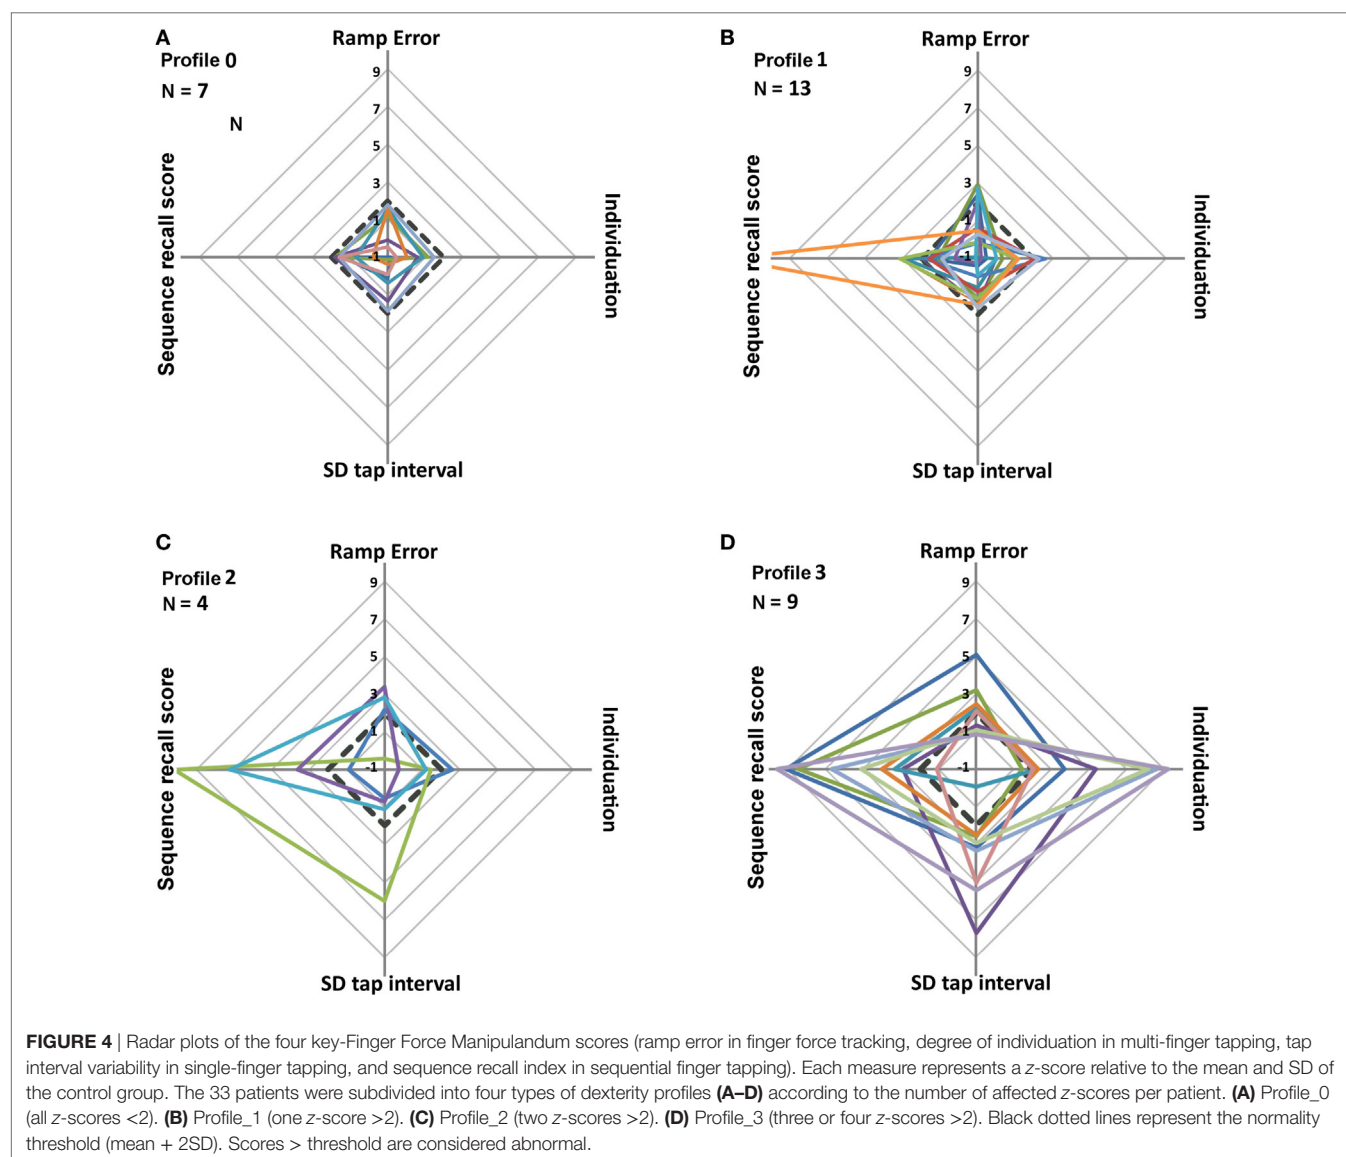 A
Profile 0
N = 7
N
Ramp Error
9
7
5
3
1
-1
Sequence recall score
Individuation
SD tap interval
B
Profile 1
N = 13
Ramp Error
9
7
5
3
1
-1
Sequence recall score
Individuation
SD tap interval
C
Profile 2
N = 4
Ramp Error
9
7
5
3
1
-1
Sequence recall score
Individuation
SD tap interval
D
Profile 3
N = 9
Ramp Error
9
7
5
3
1
-1
Sequence recall score
Individuation
SD tap interval
FIGURE 4 | Radar plots of the four key-Finger Force Manipulandum scores (ramp error in finger force tracking, degree of individuation in multi-finger tapping, tap
interval variability in single-finger tapping, and sequence recall index in sequential finger tapping). Each measure represents a z-score relative to the mean and SD of
the control group. The 33 patients were subdivided into four types of dexterity profiles (A–D) according to the number of affected z-scores per patient. (A) Profile_0
(all z-scores <2). (B) Profile_1 (one z-score >2). (C) Profile_2 (two z-scores >2). (D) Profile_3 (three or four z-scores >2). Black dotted lines represent the normality
threshold (mean + 2SD). Scores > threshold are considered abnormal.